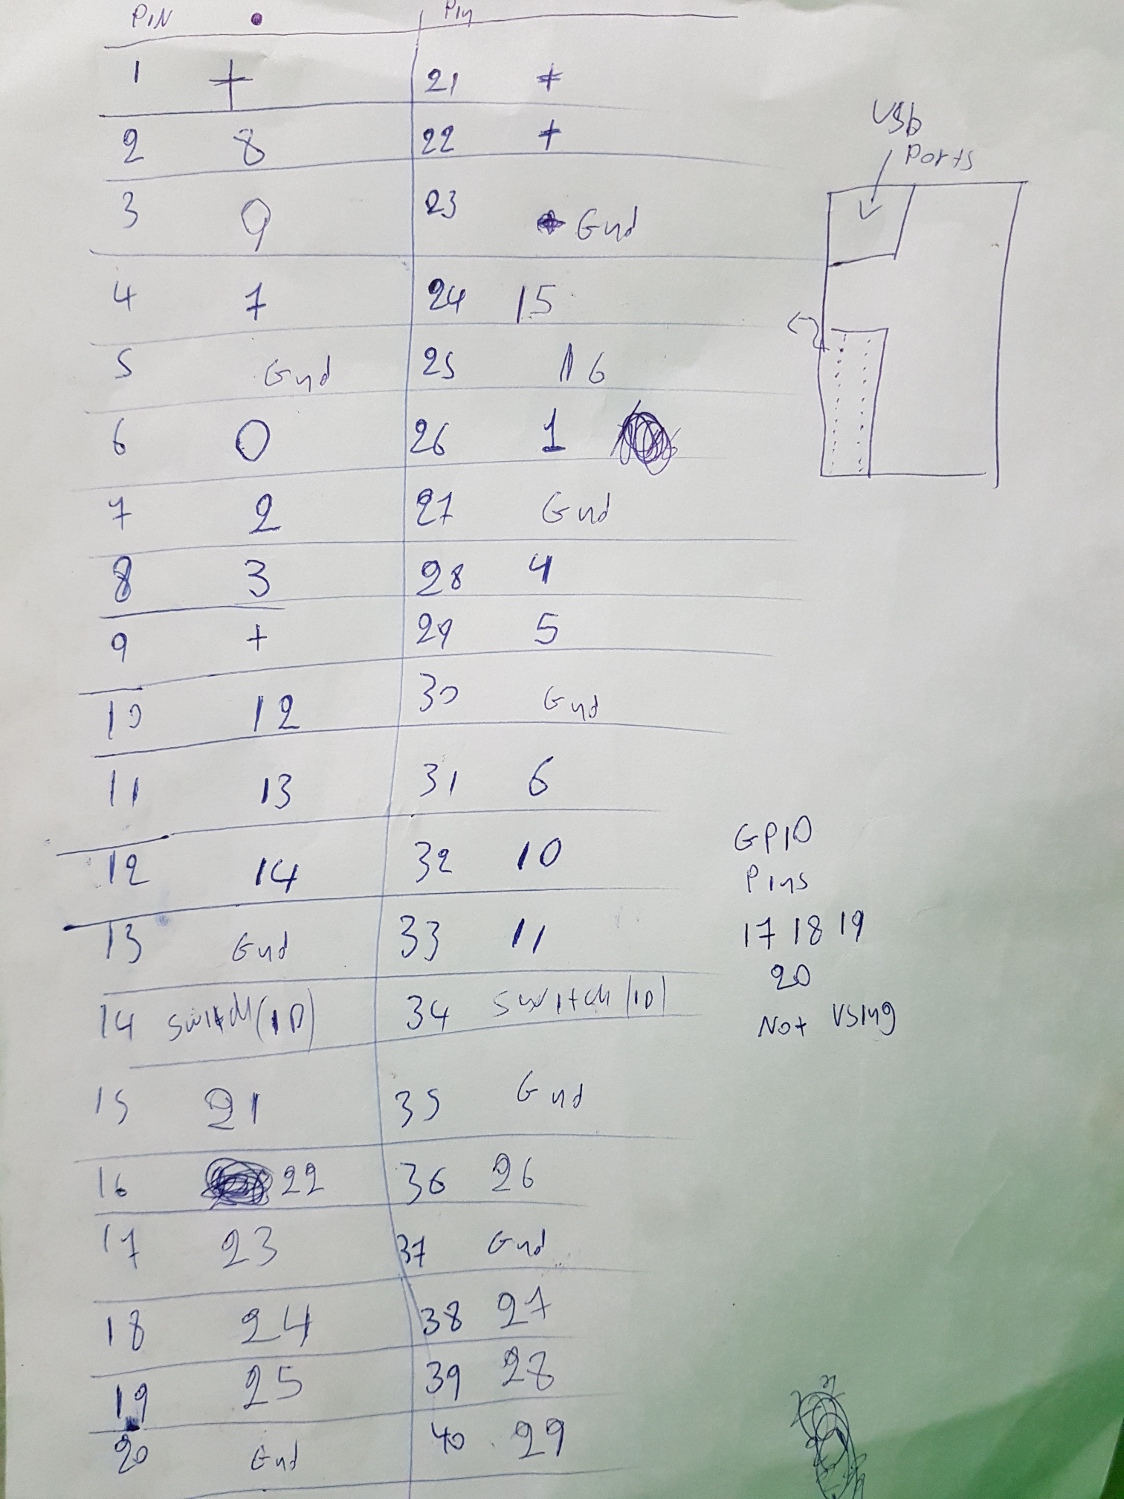 PIN Pin
1 + 21 +
2 8 22 +
3 9 23 Gnd
4 7 24 15
5 Gnd 25 16
6 0 26 1
7 2 27 Gnd
8 3 28 4
9 + 29 5
10 12 30 Gnd
11 13 31 6
12 14 32 10
13 Gnd 33 11
14 switch(ID) 34 switch(ID)
15 21 35 Gnd
16 22 36 26
17 23 37 Gnd
18 24 38 27
19 25 39 28
20 Gnd 40 29
Usb
Ports
GPIO
Pins
17 18 19
20
Not Using